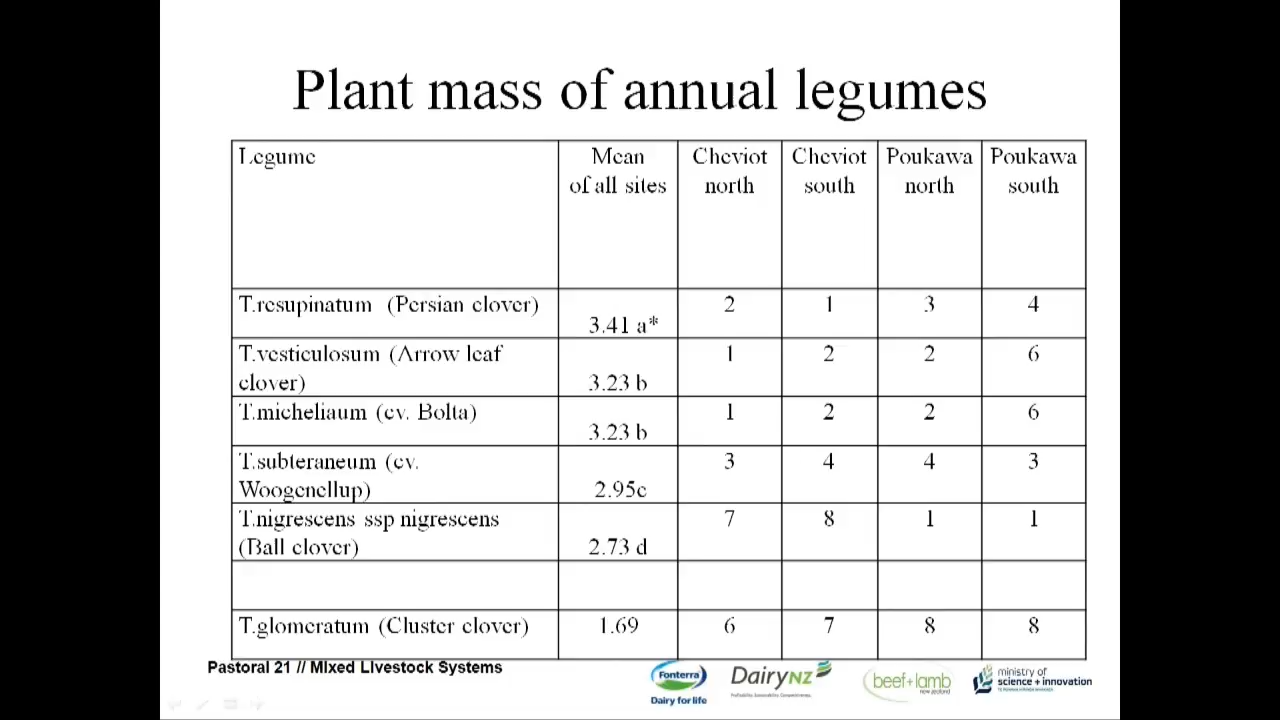 Plant mass of annual legumes
Legume
Mean of all sites
Cheviot north
Cheviot south
Poukawa north
Poukawa south
T.resupinatum (Persian clover) 3.41 a* 2 1 3 4
T.vesticulosum (Arrow leaf clover) 3.23 b 1 2 2 6
T.micheliaum (cv. Bolta) 3.23 b 1 2 2 6
T.subteraneum (cv. Woogenellup) 2.95c 3 4 4 3
T.nigrescens ssp nigrescens (Ball clover) 2.73 d 7 8 1 1
T.glomeratum (Cluster clover) 1.69 6 7 8 8
Pastoral 21 // Mixed Livestock Systems
Fonterra
Dairy for life
DairyNZ
beef+lamb
new zealand
ministry of
science + innovation